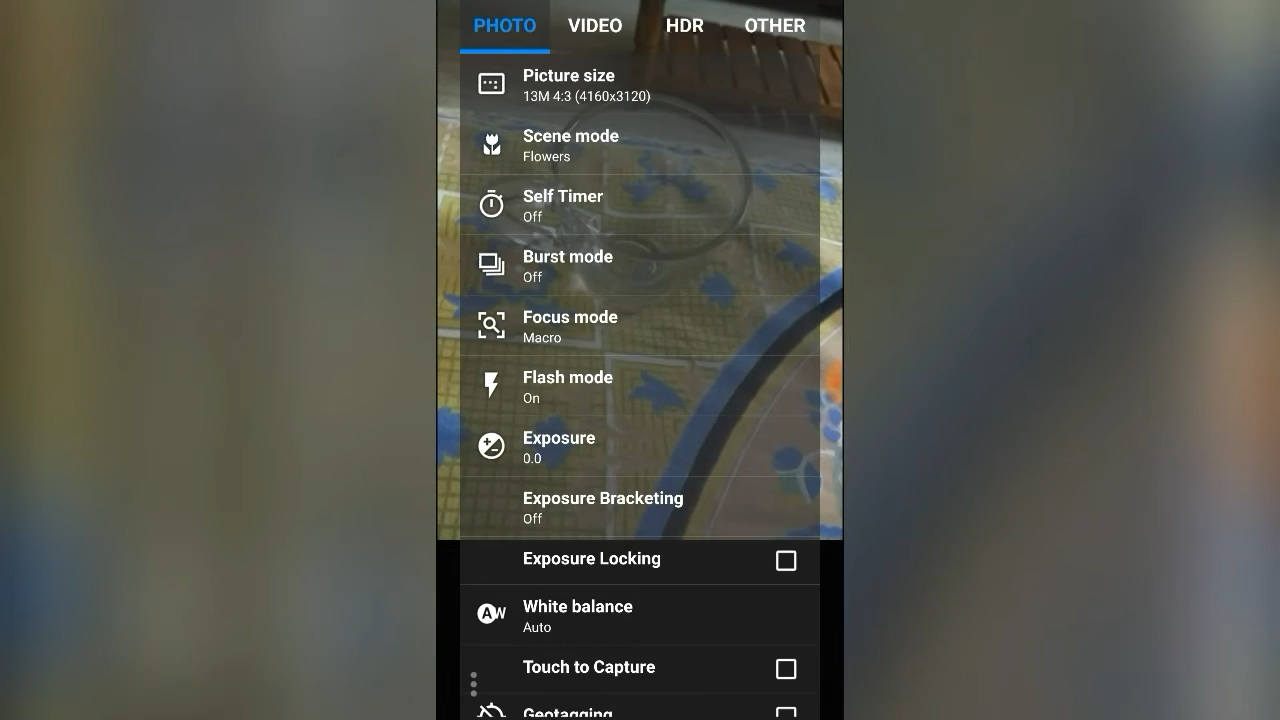 PHOTO VIDEO HDR OTHER
Picture size
13M 4:3 (4160x3120)
Scene mode
Flowers
Self Timer
Off
Burst mode
Off
Focus mode
Macro
Flash mode
On
Exposure
0.0
Exposure Bracketing
Off
Exposure Locking
White balance
Auto
Touch to Capture
Geotagging